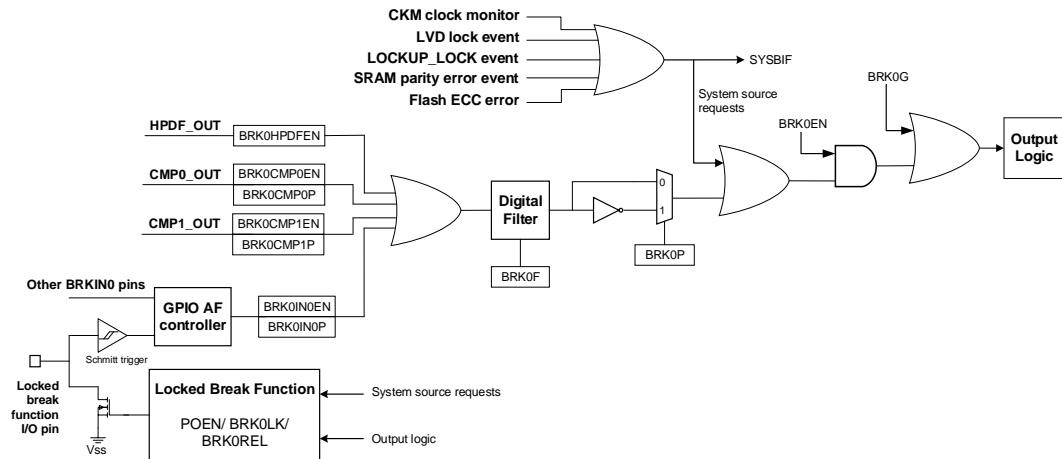 CKM clock monitor
LVD lock event
LOCKUP_LOCK event
SRAM parity error event
Flash ECC error
SYSBIF
System source
requests
BRK0G
BRK0EN
Output
Logic
HPDF_OUT
BRK0HPDFEN
CMP0_OUT
BRK0CMP0EN
BRK0CMP0P
CMP1_OUT
BRK0CMP1EN
BRK0CMP1P
Digital
Filter
BRK0F
0
1
BRK0P
Other BRKIN0 pins
GPIO AF
controller
BRK0IN0EN
BRK0IN0P
Schmitt trigger
Locked
break
function
I/O pin
Vss
Locked Break Function
POEN/ BRK0LK/
BRK0REL
System source requests
Output logic